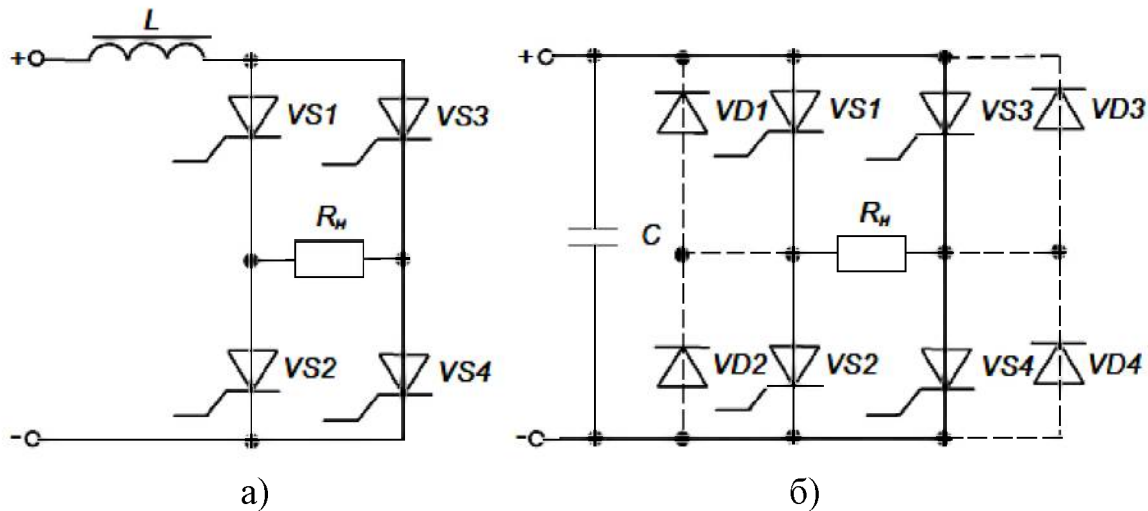 L
+
VS1
VS3
Rн
VS2
VS4
-
а)
+
VD1
VS1
VS3
VD3
C
Rн
VD2
VS2
VS4
VD4
-
б)